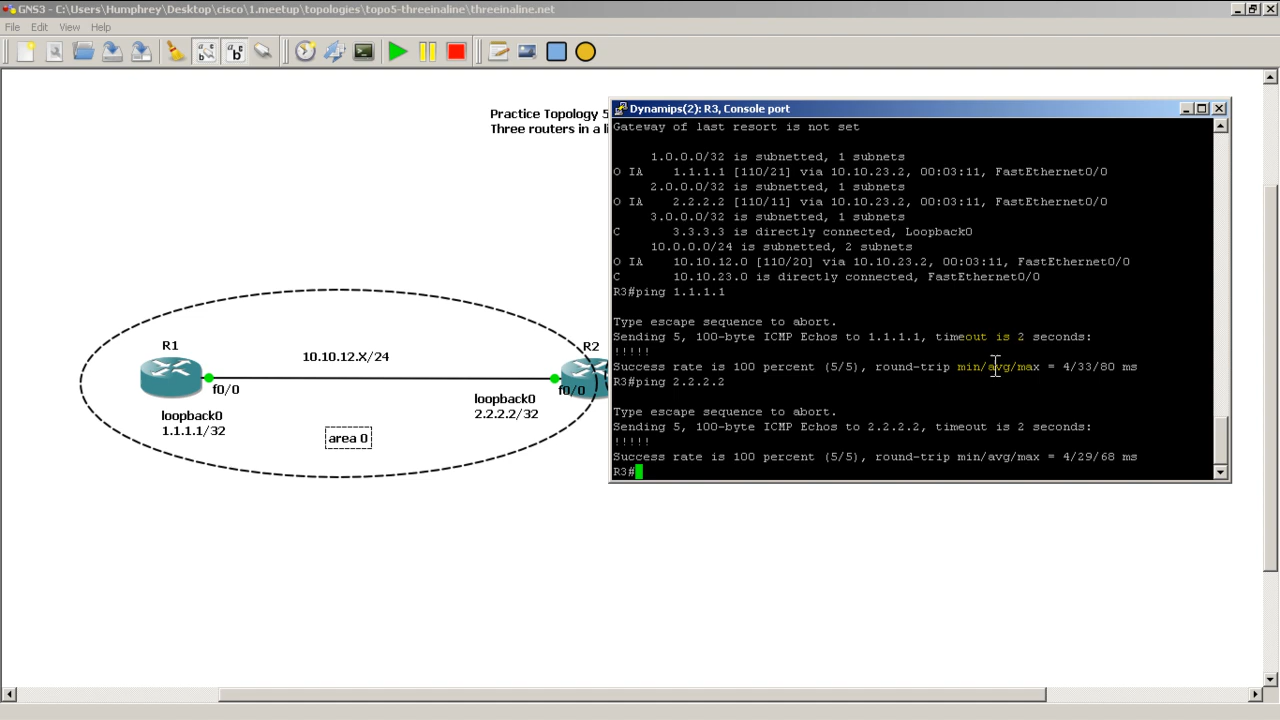 GNS3 - C:\Users\Humphrey\Desktop\cisco\1.meetup\topologies\topo5-threeinaline\threeinaline.net
File Edit View Help
Practice Topology 5
Three routers in a li
R1
10.10.12.X/24
R2
f0/0
f0/0
loopback0
1.1.1.1/32
loopback0
2.2.2.2/32
area 0
Dynamips(2): R3, Console port
Gateway of last resort is not set
1.0.0.0/32 is subnetted, 1 subnets
O IA 1.1.1.1 [110/21] via 10.10.23.2, 00:03:11, FastEthernet0/0
2.0.0.0/32 is subnetted, 1 subnets
O IA 2.2.2.2 [110/11] via 10.10.23.2, 00:03:11, FastEthernet0/0
3.0.0.0/32 is subnetted, 1 subnets
C 3.3.3.3 is directly connected, Loopback0
10.0.0.0/24 is subnetted, 2 subnets
O IA 10.10.12.0 [110/20] via 10.10.23.2, 00:03:11, FastEthernet0/0
C 10.10.23.0 is directly connected, FastEthernet0/0
R3#ping 1.1.1.1
Type escape sequence to abort.
Sending 5, 100-byte ICMP Echos to 1.1.1.1, timeout is 2 seconds:
!!!!!
Success rate is 100 percent (5/5), round-trip min/avg/max = 4/33/80 ms
R3#ping 2.2.2.2
Type escape sequence to abort.
Sending 5, 100-byte ICMP Echos to 2.2.2.2, timeout is 2 seconds:
!!!!!
Success rate is 100 percent (5/5), round-trip min/avg/max = 4/29/68 ms
R3#